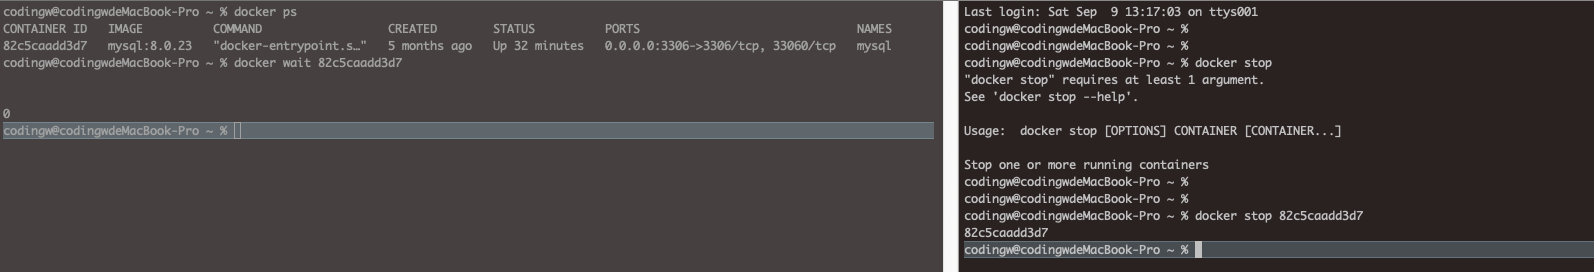 codingw@codingwdeMacBook-Pro ~ % docker ps
CONTAINER ID   IMAGE          COMMAND                  CREATED        STATUS          PORTS                               NAMES
82c5caadd3d7   mysql:8.0.23   "docker-entrypoint.s…"   5 months ago   Up 32 minutes   0.0.0.0:3306->3306/tcp, 33060/tcp   mysql
codingw@codingwdeMacBook-Pro ~ % docker wait 82c5caadd3d7
0
codingw@codingwdeMacBook-Pro ~ %
Last login: Sat Sep  9 13:17:03 on ttys001
codingw@codingwdeMacBook-Pro ~ %
codingw@codingwdeMacBook-Pro ~ %
codingw@codingwdeMacBook-Pro ~ % docker stop
"docker stop" requires at least 1 argument.
See 'docker stop --help'.
Usage:  docker stop [OPTIONS] CONTAINER [CONTAINER...]
Stop one or more running containers
codingw@codingwdeMacBook-Pro ~ %
codingw@codingwdeMacBook-Pro ~ %
codingw@codingwdeMacBook-Pro ~ % docker stop 82c5caadd3d7
82c5caadd3d7
codingw@codingwdeMacBook-Pro ~ %